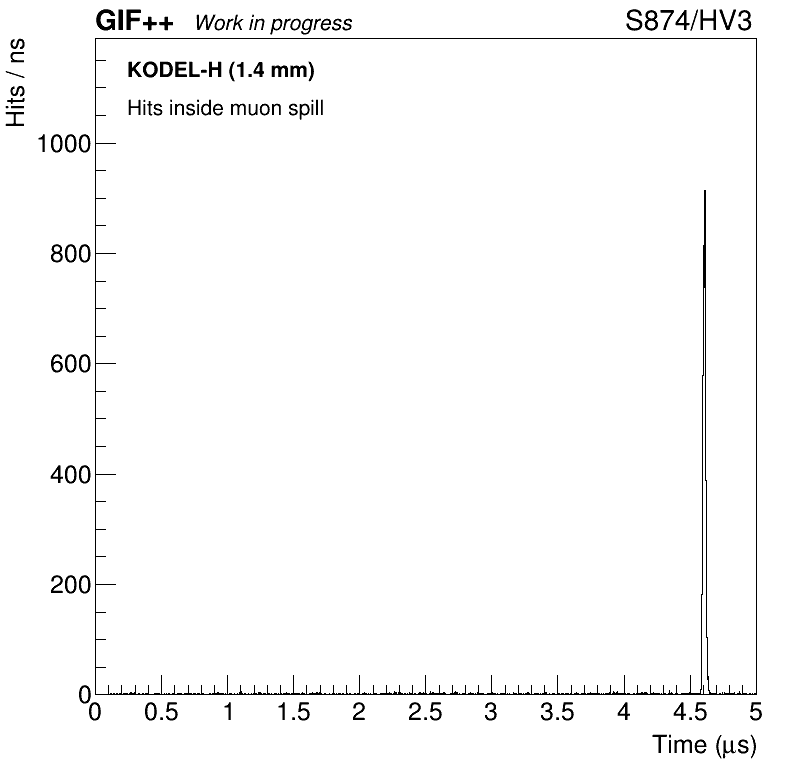 GIF++ Work in progress S874/HV3
Hits / ns
KODEL-H (1.4 mm)
Hits inside muon spill
1000
800
600
400
200
0
0 0.5 1 1.5 2 2.5 3 3.5 4 4.5 5
Time (μs)